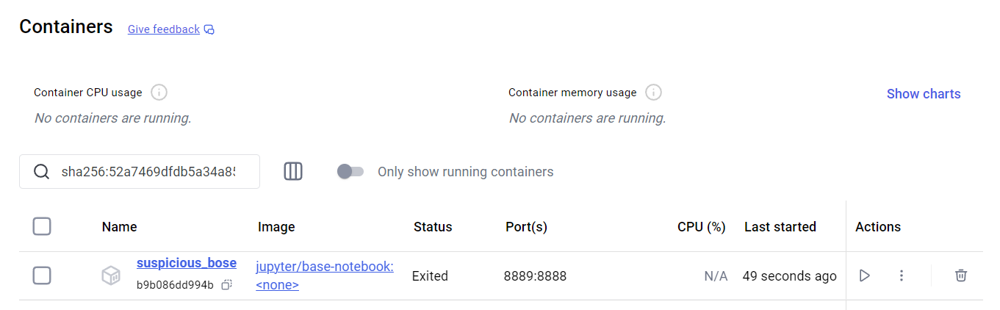 Containers Give feedback
Container CPU usage
No containers are running.
Container memory usage
No containers are running.
Show charts
sha256:52a7469dfdb5a34a8
Only show running containers
Name Image Status Port(s) CPU (%) Last started Actions
suspicious_bose
b9b086dd994b
jupyter/base-notebook:
<none>
Exited
8889:8888
N/A
49 seconds ago